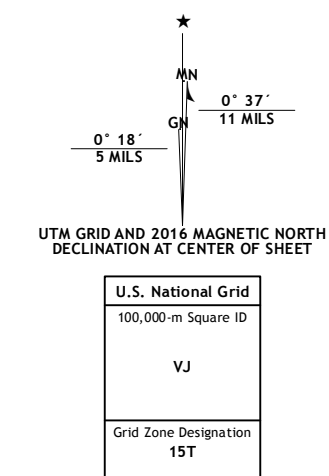 MN
0° 37´
11 MILS
GN
0° 18´
5 MILS
UTM GRID AND 2016 MAGNETIC NORTH
DECLINATION AT CENTER OF SHEET
U.S. National Grid
100,000-m Square ID
VJ
Grid Zone Designation
15T